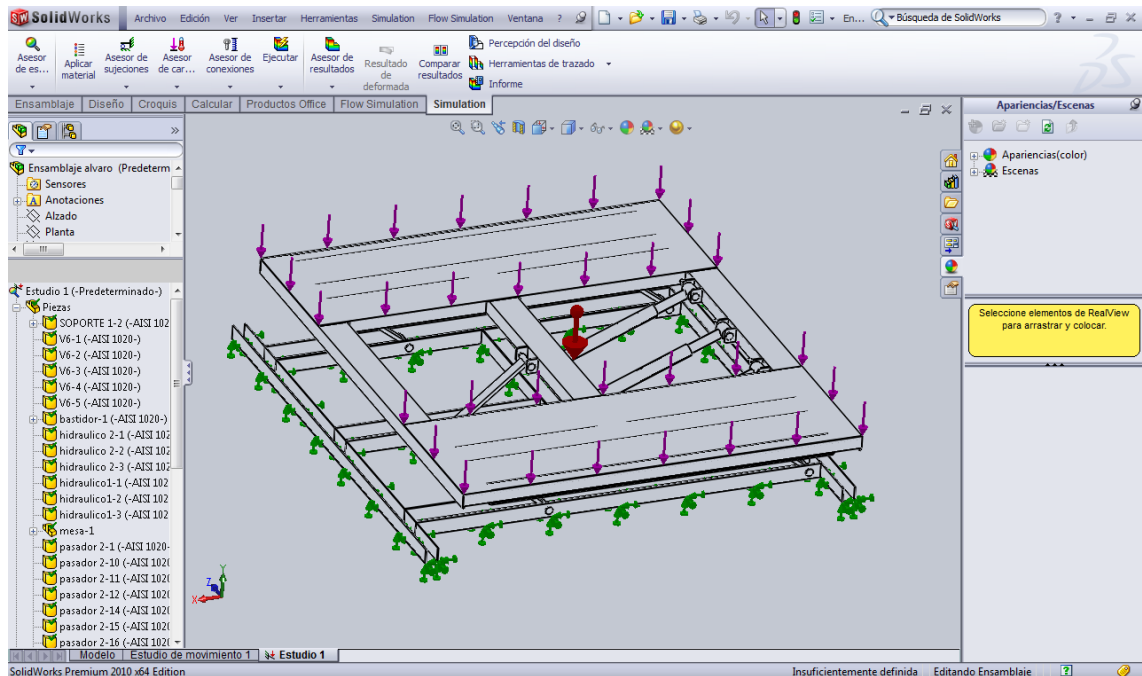 SolidWorks Archivo Edición Ver Insertar Herramientas Simulation Flow Simulation Ventana ? En... Búsqueda de SolidWorks ?
Asesor de es...
Aplicar material
Asesor de sujeciones
Asesor de car...
Asesor de conexiones
Ejecutar
Asesor de resultados
Resultado de deformada
Comparar resultados
Percepción del diseño
Herramientas de trazado
Informe
Ensamblaje Diseño Croquis Calcular Productos Office Flow Simulation Simulation
Apariencias/Escenas
Apariencias(color)
Escenas
Ensamblaje alvaro (Predeterm
Sensores
Anotaciones
Alzado
Planta
Estudio 1 (-Predeterminado-)
Piezas
SOPORTE 1-2 (-AISI 102
V6-1 (-AISI 1020-)
V6-2 (-AISI 1020-)
V6-3 (-AISI 1020-)
V6-4 (-AISI 1020-)
V6-5 (-AISI 1020-)
bastidor-1 (-AISI 1020-)
hidraulico 2-1 (-AISI 102
hidraulico 2-2 (-AISI 102
hidraulico 2-3 (-AISI 102
hidraulico1-1 (-AISI 102
hidraulico1-2 (-AISI 102
hidraulico1-3 (-AISI 102
mesa-1
pasador 2-1 (-AISI 1020-
pasador 2-10 (-AISI 102(
pasador 2-11 (-AISI 102(
pasador 2-12 (-AISI 102(
pasador 2-14 (-AISI 102(
pasador 2-15 (-AISI 102(
pasador 2-16 (-AISI 102(
Seleccione elementos de RealView
para arrastrar y colocar.
Y
Z
X
Modelo Estudio de movimiento 1 Estudio 1
SolidWorks Premium 2010 x64 Edition Insuficientemente definida Editando Ensamblaje ?